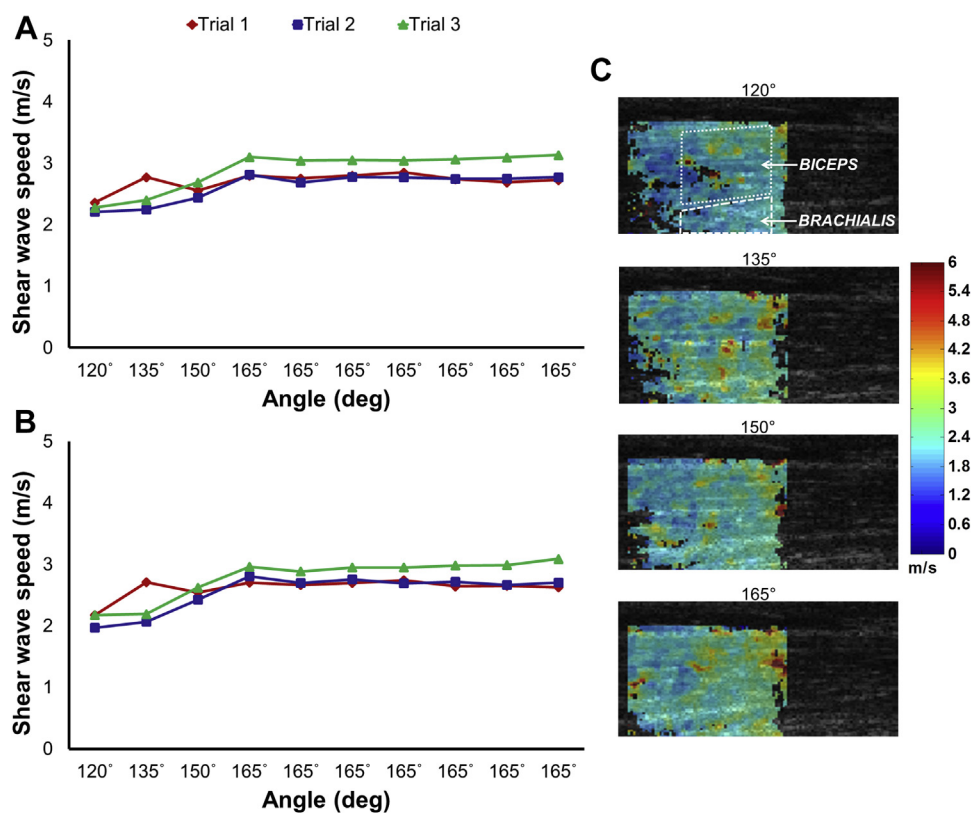 A
Trial 1 Trial 2 Trial 3
Shear wave speed (m/s)
5
4
3
2
1
0
120˚ 135˚ 150˚ 165˚ 165˚ 165˚ 165˚ 165˚ 165˚ 165˚
Angle (deg)
B
Shear wave speed (m/s)
5
4
3
2
1
0
120˚ 135˚ 150˚ 165˚ 165˚ 165˚ 165˚ 165˚ 165˚ 165˚
Angle (deg)
C
120°
BICEPS
BRACHIALIS
135°
150°
165°
6
5.4
4.8
4.2
3.6
3
2.4
1.8
1.2
0.6
0
m/s